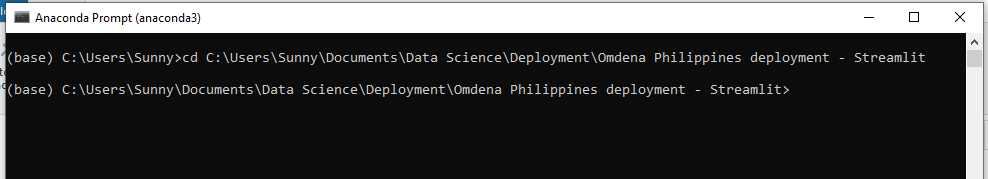 Anaconda Prompt (anaconda3)
(base) C:\Users\Sunny>cd C:\Users\Sunny\Documents\Data Science\Deployment\Omdena Philippines deployment - Streamlit
(base) C:\Users\Sunny\Documents\Data Science\Deployment\Omdena Philippines deployment - Streamlit>